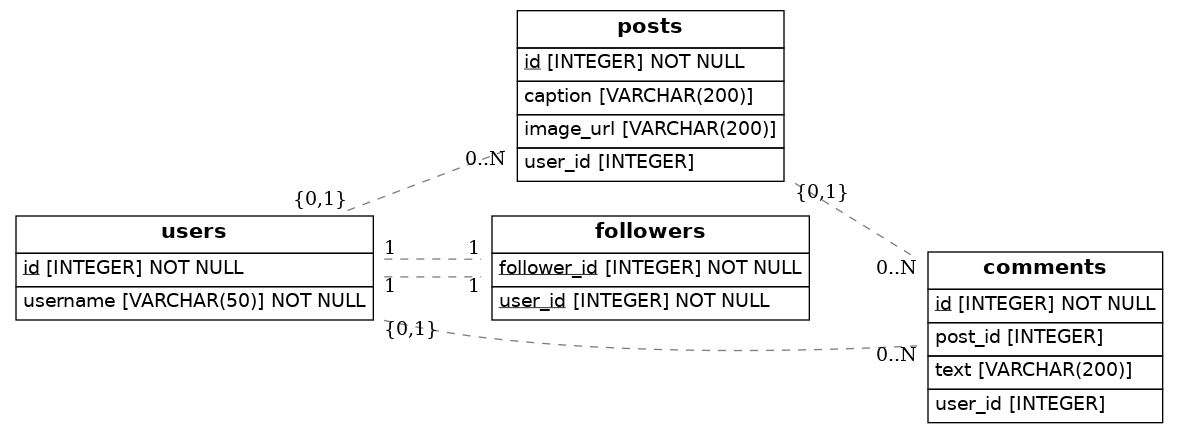 posts
id [INTEGER] NOT NULL
caption [VARCHAR(200)]
image_url [VARCHAR(200)]
user_id [INTEGER]
0..N
{0,1}
{0,1}
0..N
users
id [INTEGER] NOT NULL
username [VARCHAR(50)] NOT NULL
1
1
1
1
followers
follower_id [INTEGER] NOT NULL
user_id [INTEGER] NOT NULL
{0,1}
0..N
comments
id [INTEGER] NOT NULL
post_id [INTEGER]
text [VARCHAR(200)]
user_id [INTEGER]